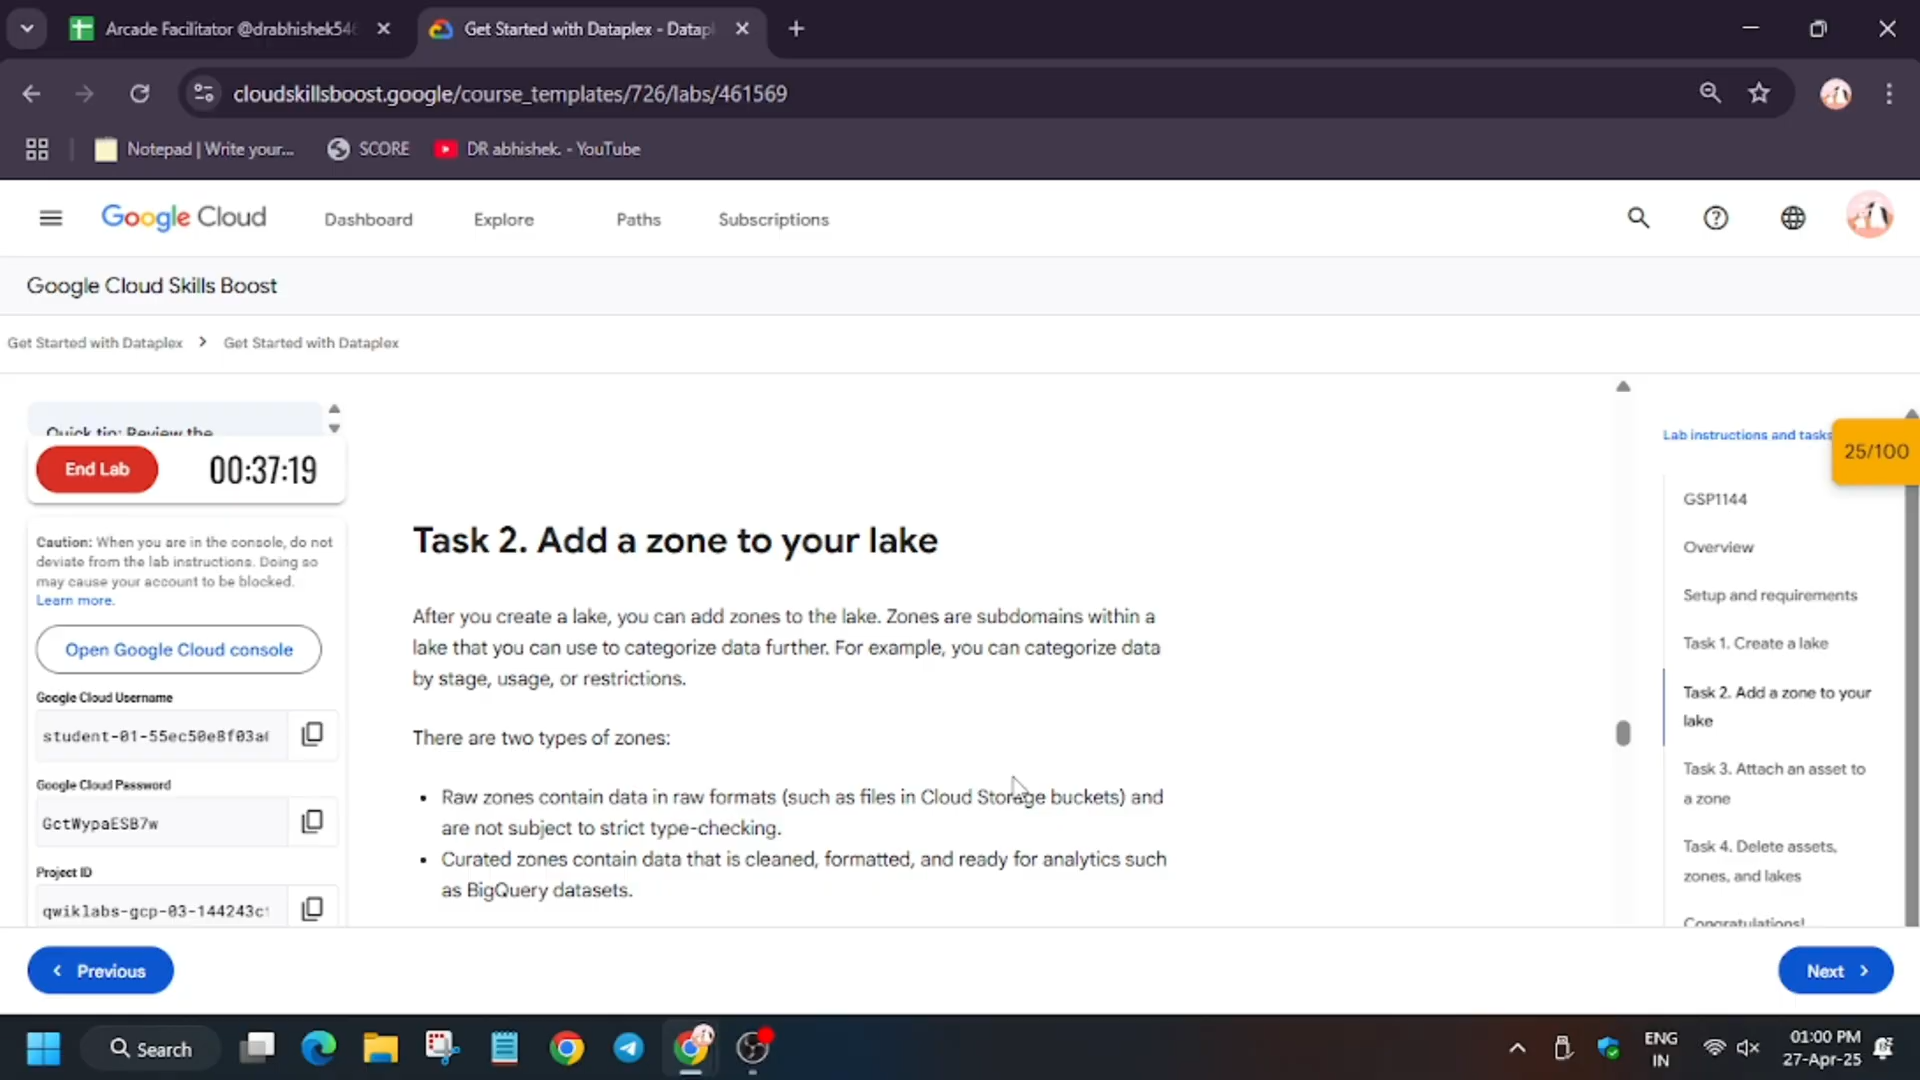 Arcade Facilitator @drabhishek546
Get Started with Dataplex - Datapl
cloudskillsboost.google/course_templates/726/labs/461569
Notepad | Write your...
SCORE
DR abhishek. - YouTube
Google Cloud
Dashboard
Explore
Paths
Subscriptions
Google Cloud Skills Boost
Get Started with Dataplex
Get Started with Dataplex
Quick tip: Review the
End Lab
00:37:19
Caution: When you are in the console, do not
deviate from the lab instructions. Doing so
may cause your account to be blocked.
Learn more.
Open Google Cloud console
Google Cloud Username
student-01-55ec50e8f03a
Google Cloud Password
GctWypaESB7w
Project ID
qwiklabs-gcp-03-144243c
Task 2. Add a zone to your lake
After you create a lake, you can add zones to the lake. Zones are subdomains within a
lake that you can use to categorize data further. For example, you can categorize data
by stage, usage, or restrictions.
There are two types of zones:
• Raw zones contain data in raw formats (such as files in Cloud Storage buckets) and
are not subject to strict type-checking.
• Curated zones contain data that is cleaned, formatted, and ready for analytics such
as BigQuery datasets.
Lab instructions and tasks
25/100
GSP1144
Overview
Setup and requirements
Task 1. Create a lake
Task 2. Add a zone to your
lake
Task 3. Attach an asset to
a zone
Task 4. Delete assets,
zones, and lakes
Congratulations!
Previous
Next
Search
ENG
IN
01:00 PM
27-Apr-25